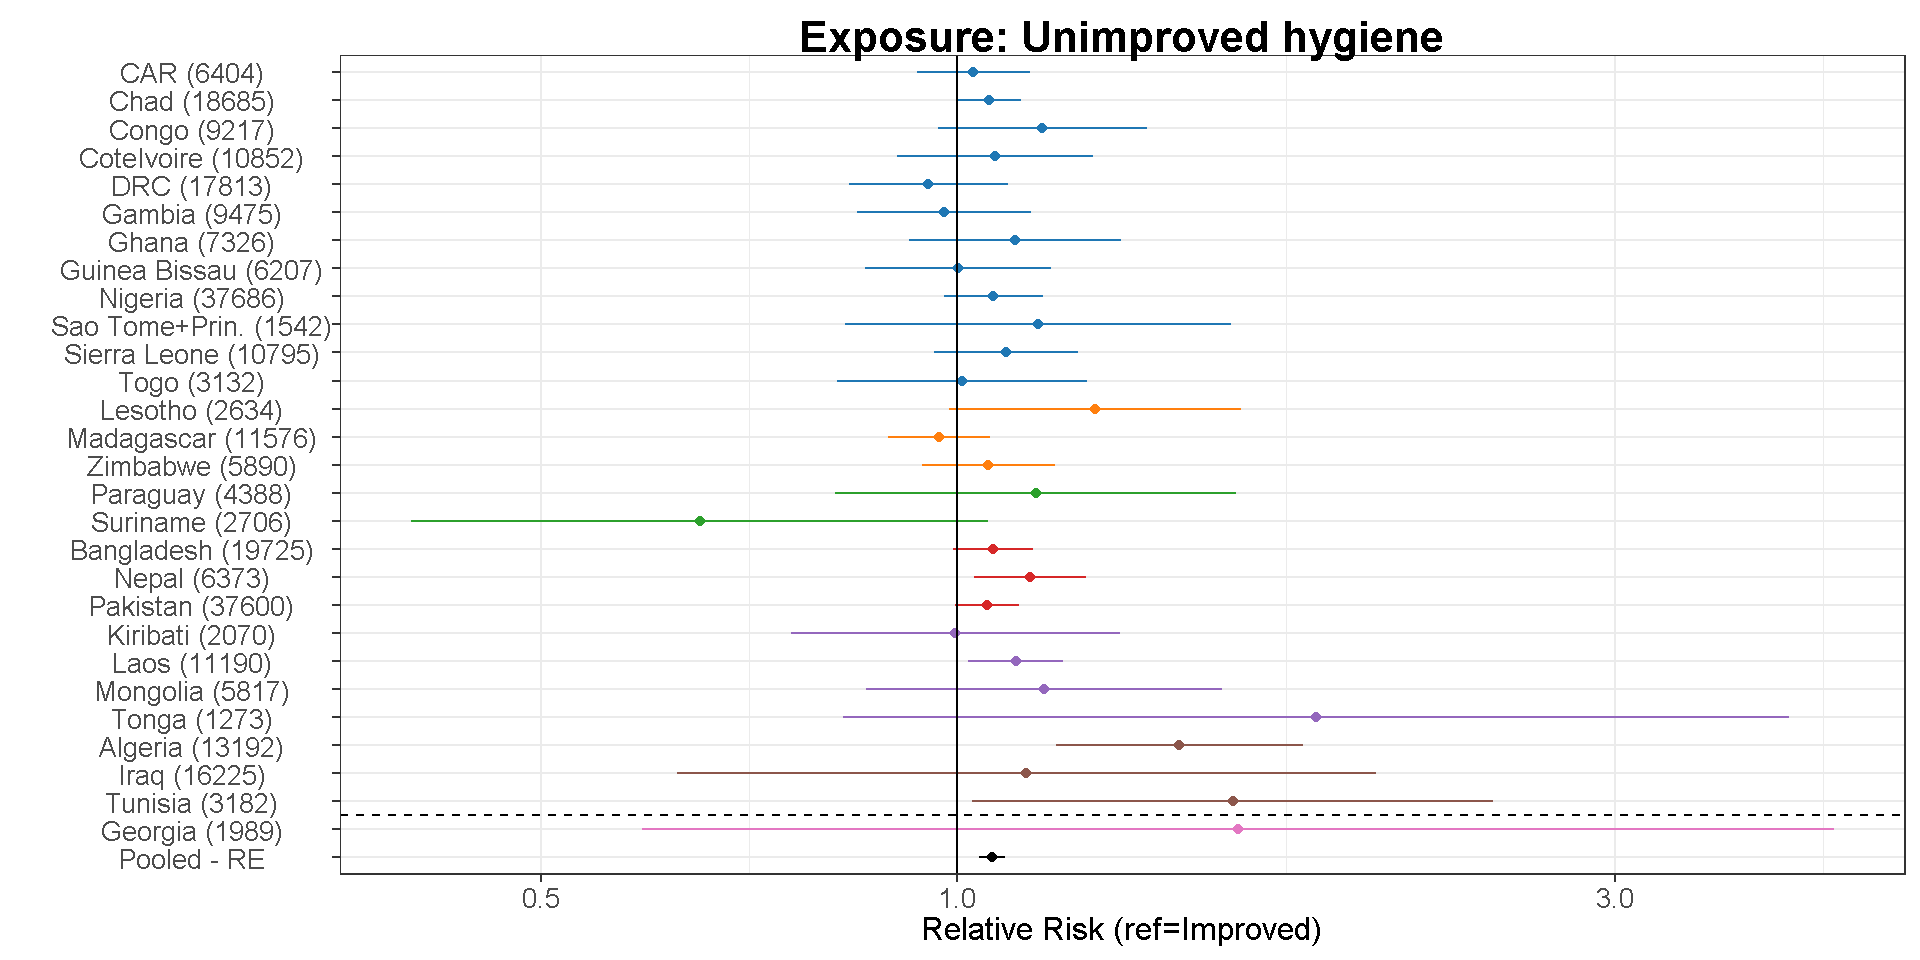 Exposure: Unimproved hygiene
CAR (6404)
Chad (18685)
Congo (9217)
CoteIvoire (10852)
DRC (17813)
Gambia (9475)
Ghana (7326)
Guinea Bissau (6207)
Nigeria (37686)
Sao Tome+Prin. (1542)
Sierra Leone (10795)
Togo (3132)
Lesotho (2634)
Madagascar (11576)
Zimbabwe (5890)
Paraguay (4388)
Suriname (2706)
Bangladesh (19725)
Nepal (6373)
Pakistan (37600)
Kiribati (2070)
Laos (11190)
Mongolia (5817)
Tonga (1273)
Algeria (13192)
Iraq (16225)
Tunisia (3182)
Georgia (1989)
Pooled - RE
0.5 1.0 3.0
Relative Risk (ref=Improved)